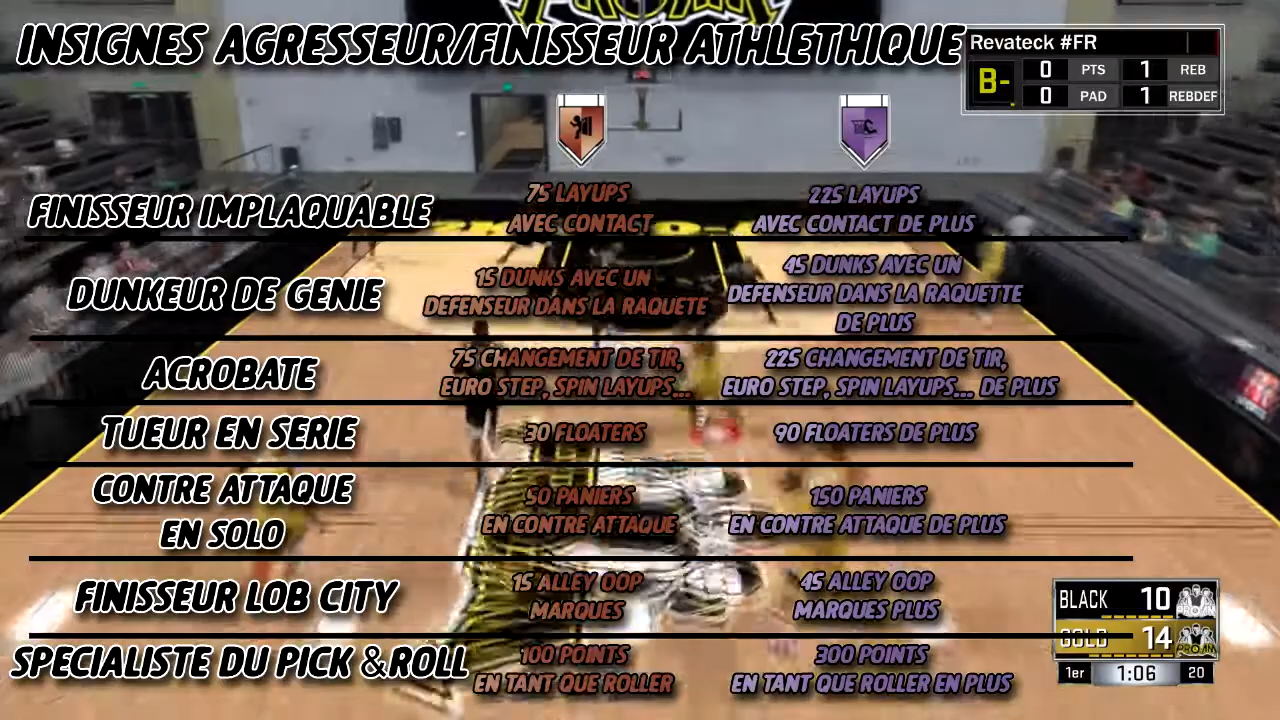 INSIGNES AGRESSEUR/FINISSEUR ATHLETHIQUE
Revateck #FR
B-
0 PTS 1 REB
0 PAD 1 REBDEF
FINISSEUR IMPLAQUABLE
75 LAYUPS
AVEC CONTACT
225 LAYUPS
AVEC CONTACT DE PLUS
DUNKEUR DE GENIE
15 DUNKS AVEC UN
DEFENSEUR DANS LA RAQUETE
45 DUNKS AVEC UN
DEFENSEUR DANS LA RAQUETTE
DE PLUS
ACROBATE
75 CHANGEMENT DE TIR,
EURO STEP, SPIN LAYUPS...
225 CHANGEMENT DE TIR,
EURO STEP, SPIN LAYUPS... DE PLUS
TUEUR EN SERIE
30 FLOATERS
90 FLOATERS DE PLUS
CONTRE ATTAQUE
EN SOLO
50 PANIERS
EN CONTRE ATTAQUE
150 PANIERS
EN CONTRE ATTAQUE DE PLUS
FINISSEUR LOB CITY
15 ALLEY OOP
MARQUES
45 ALLEY OOP
MARQUES PLUS
SPECIALISTE DU PICK &ROLL
100 POINTS
EN TANT QUE ROLLER
300 POINTS
EN TANT QUE ROLLER EN PLUS
BLACK 10
GOLD 14
1er 1:06 20